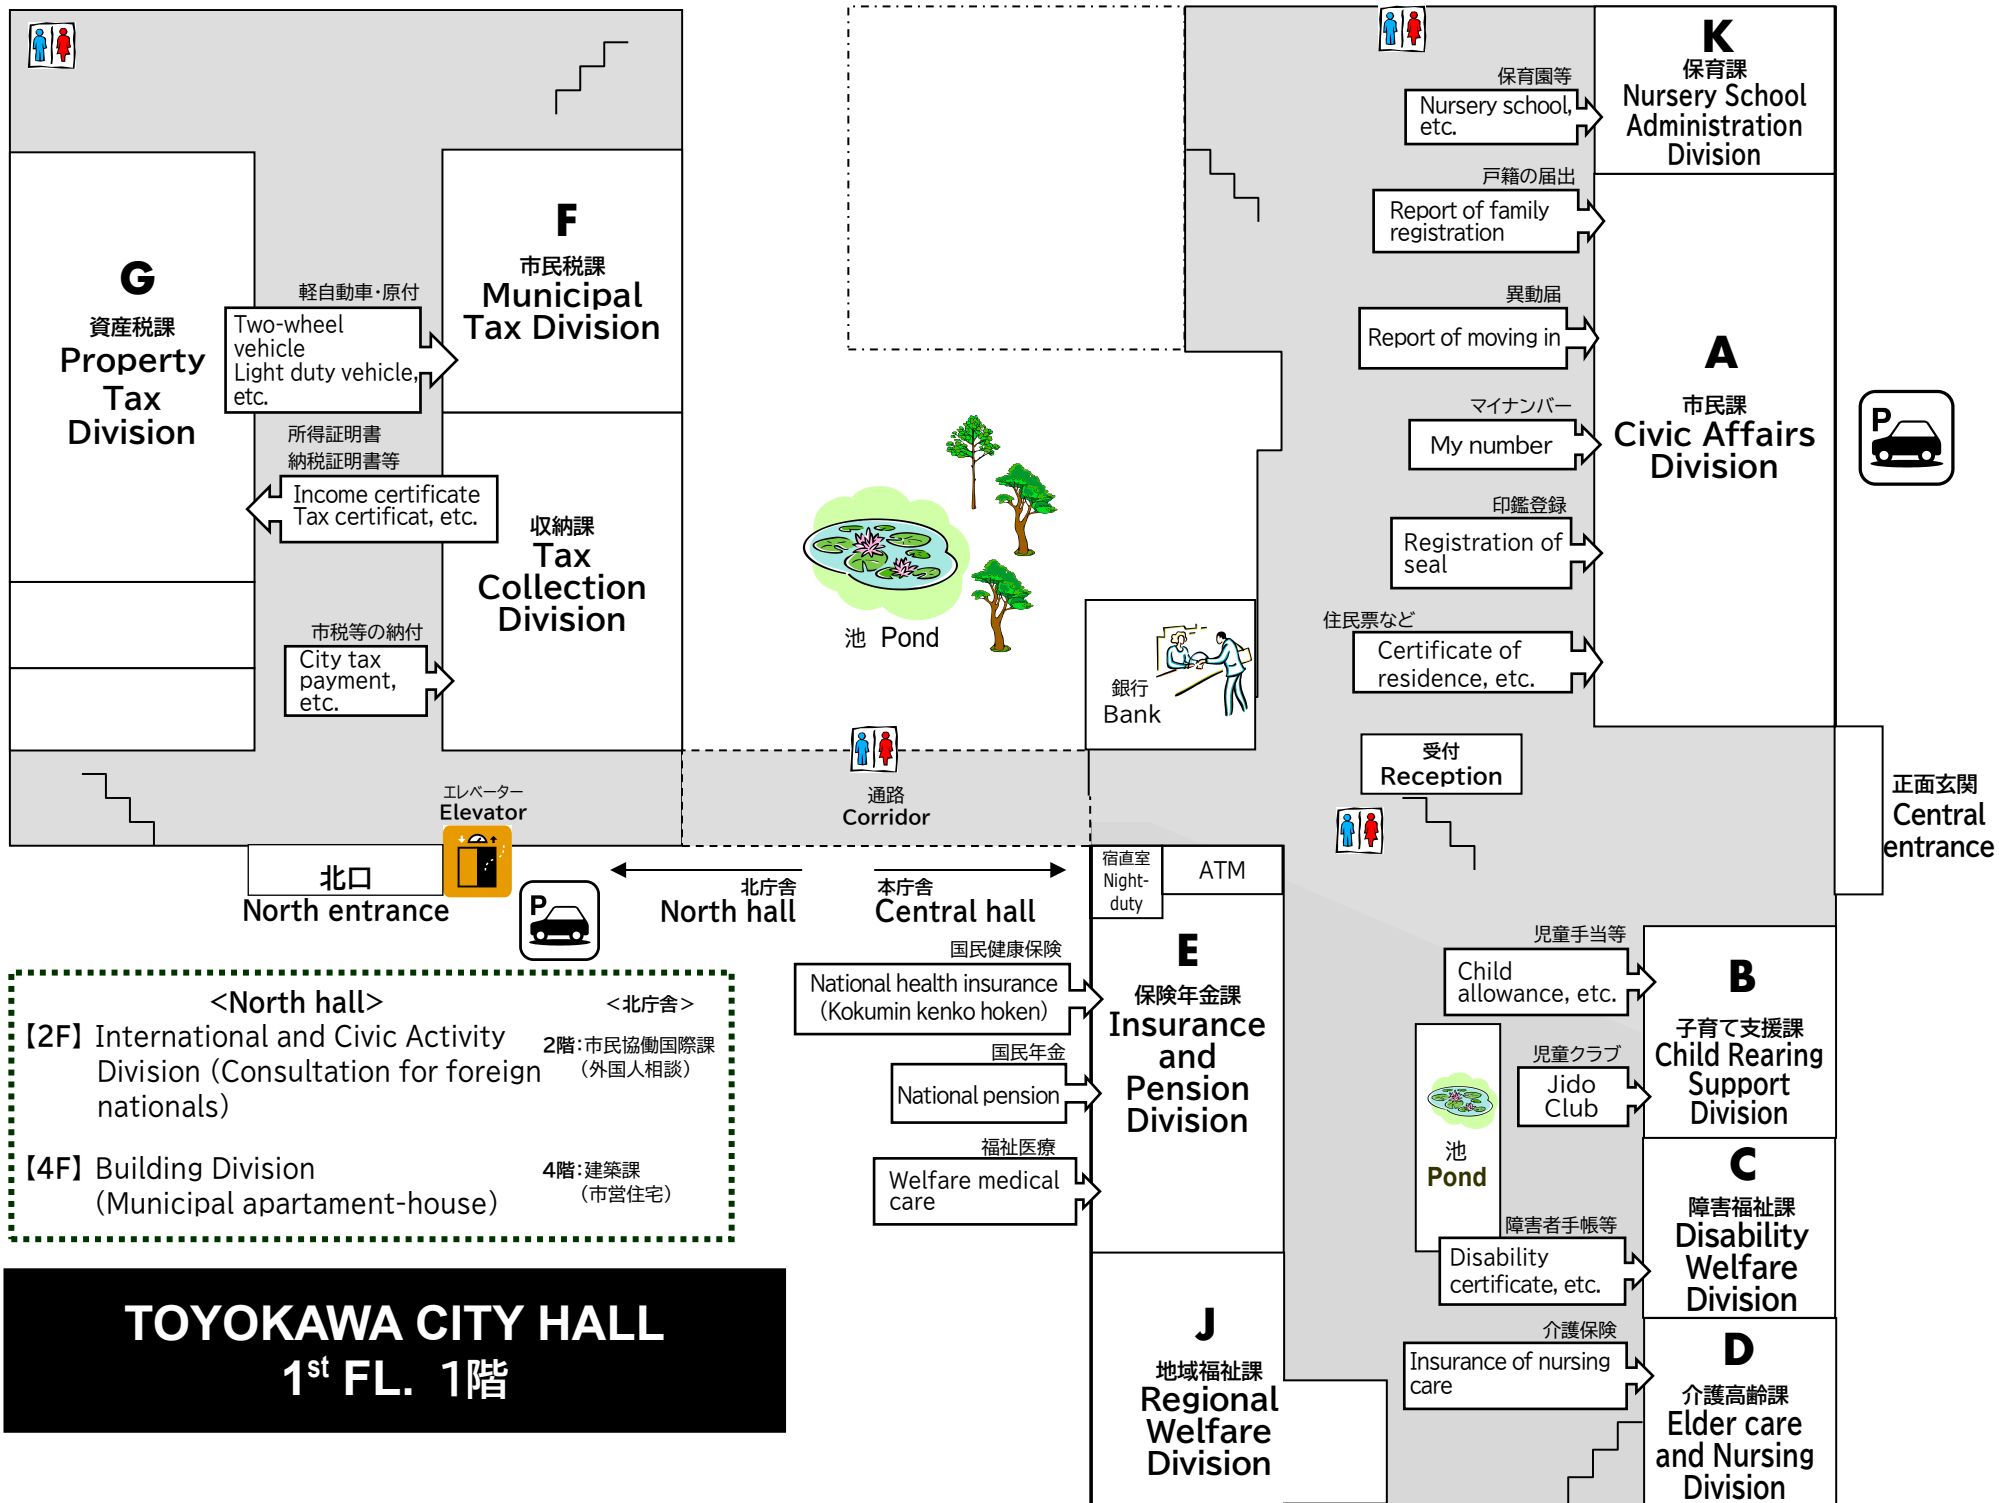 K
保育課
Nursery School
Administration
Division
保育園等
Nursery school,
etc.
戸籍の届出
Report of family
registration
異動届
Report of moving in
マイナンバー
My number
印鑑登録
Registration of
seal
住民票など
Certificate of
residence, etc.
A
市民課
Civic Affairs
Division
P
F
市民税課
Municipal
Tax Division
G
資産税課
Property
Tax
Division
軽自動車・原付
Two-wheel
vehicle
Light duty vehicle,
etc.
所得証明書
納税証明書等
Income certificate
Tax certificat, etc.
収納課
Tax
Collection
Division
市税等の納付
City tax
payment,
etc.
池 Pond
銀行
Bank
受付
Reception
正面玄関
Central
entrance
エレベーター
Elevator
通路
Corridor
北口
North entrance
P
北庁舎
North hall
本庁舎
Central hall
宿直室
Night-
duty
ATM
E
保険年金課
Insurance
and
Pension
Division
国民健康保険
National health insurance
(Kokumin kenko hoken)
国民年金
National pension
福祉医療
Welfare medical
care
J
地域福祉課
Regional
Welfare
Division
児童手当等
Child
allowance, etc.
児童クラブ
Jido
Club
池
Pond
B
子育て支援課
Child Rearing
Support
Division
C
障害福祉課
Disability
Welfare
Division
障害者手帳等
Disability
certificate, etc.
介護保険
Insurance of nursing
care
D
介護高齢課
Elder care
and Nursing
Division
<North hall> <北庁舎>
【2F】 International and Civic Activity 2階：市民協働国際課
Division (Consultation for foreign （外国人相談）
nationals)
【4F】 Building Division 4階：建築課
(Municipal apartament-house) （市営住宅）
TOYOKAWA CITY HALL
1st FL. 1階